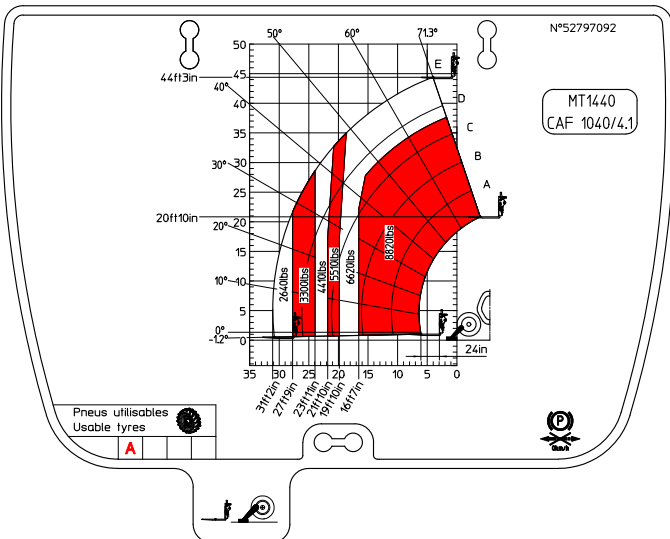 N°52797092
MT1440
CAF 1040/4.1
50° 60° 71.3°
50
45
40
35
30
25
20
15
10
5
0
44ft3in
40°
30°
20ft10in
20°
10°
0°
-1.2°
E
D
C
B
A
2640lbs
3300lbs
4410lbs
5510lbs
6620lbs
8820lbs
24in
35 30 25 20 15 10 5 0
31ft2in
27ft9in
23ft11in
21ft10in
19ft10in
16ft7in
Pneus utilisables
Usable tyres
A
P
0km/h